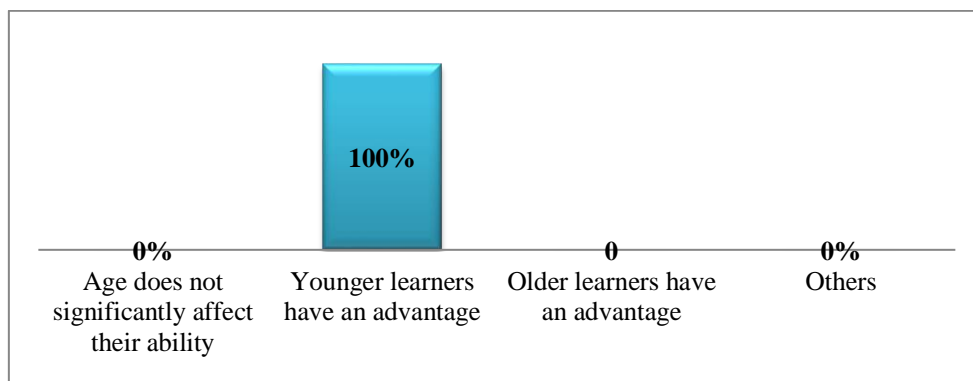 100%
0%
0
0%
Age does not
significantly affect
their ability
Younger learners
have an advantage
Older learners have
an advantage
Others